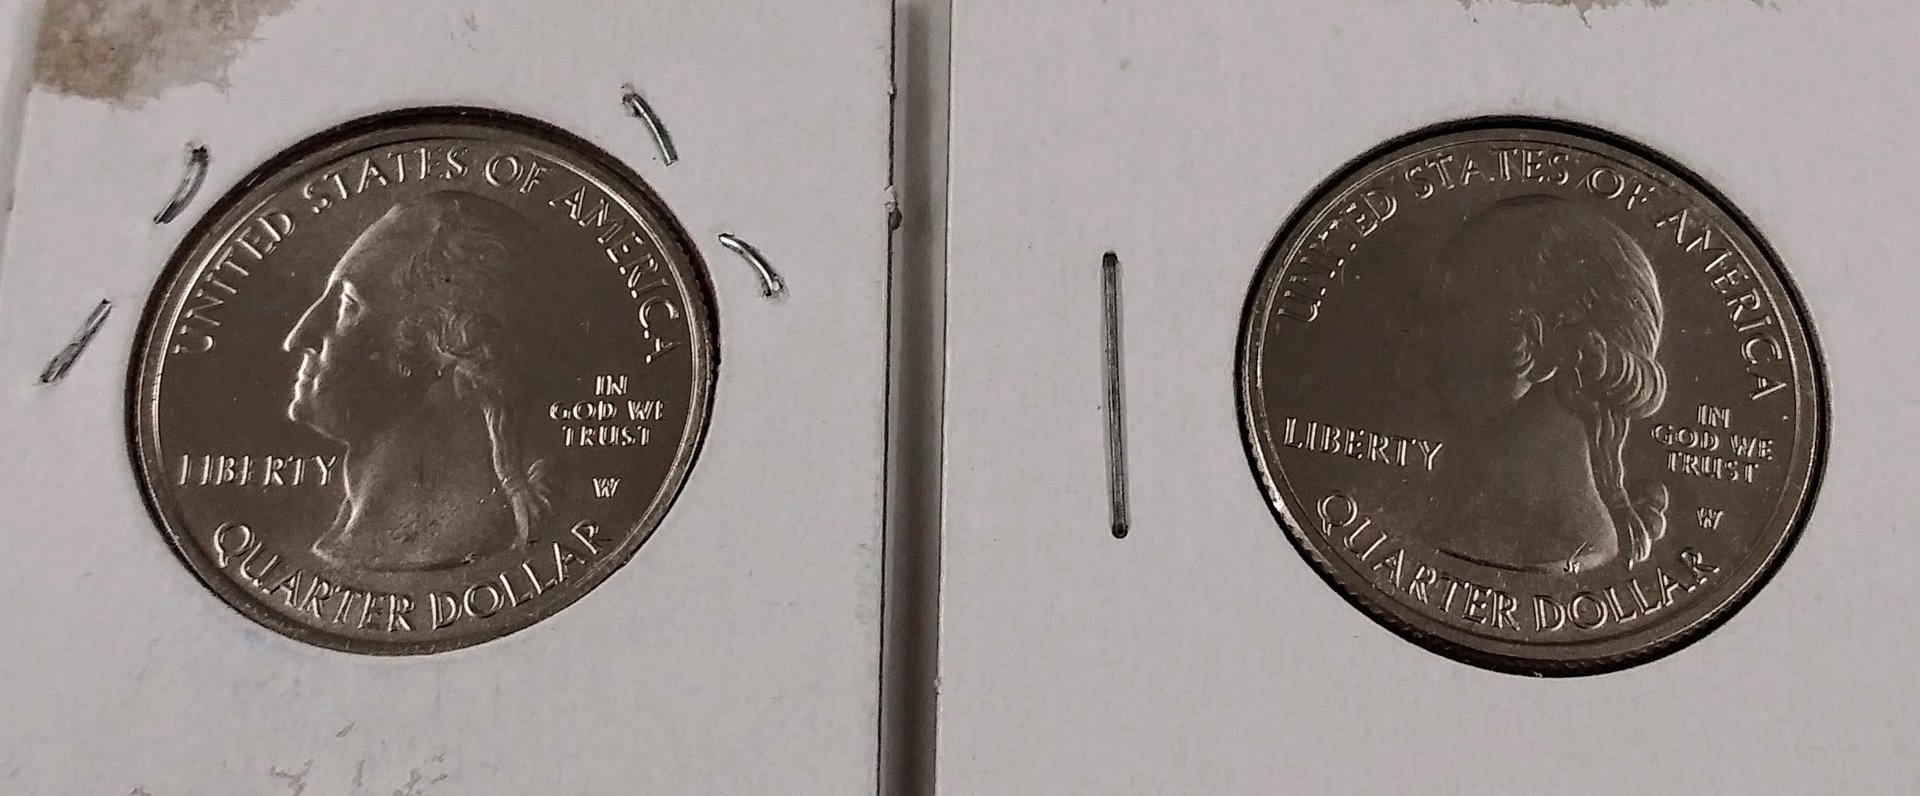 UNITED STATES OF AMERICA
LIBERTY
IN
GOD WE
TRUST
W
QUARTER DOLLAR
UNITED STATES OF AMERICA
LIBERTY
IN
GOD WE
TRUST
W
JF
QUARTER DOLLAR